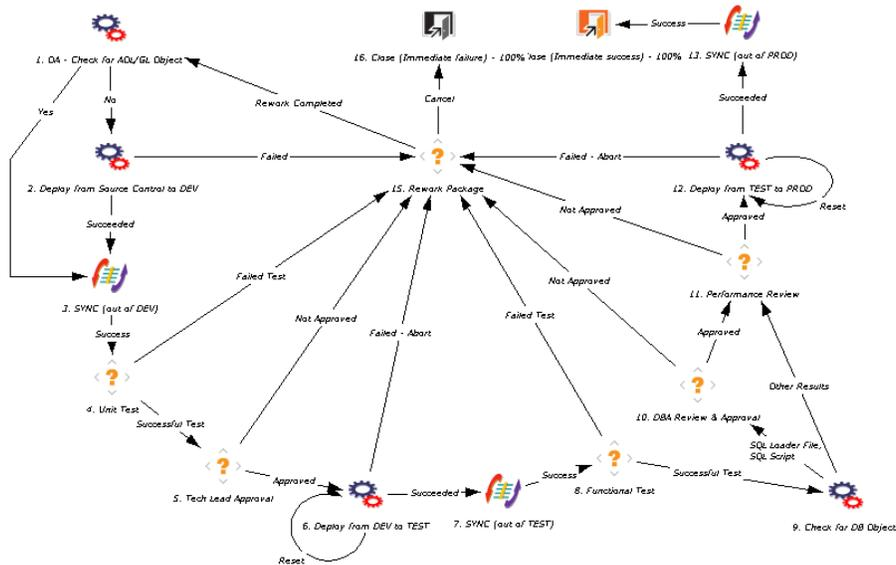 16. Close (Immediate failure) - 100%
lose (Immediate success) - 100%
Success
13. SYNC (out of PROD)
1. OA - Check for AOL/GL Object
Yes
No
Rework Completed
Cancel
Succeeded
Failed
Failed - Abort
2. Deploy from Source Control to DEV
15. Rework Package
12. Deploy from TEST to PROD
Reset
Succeeded
Not Approved
Approved
3. SYNC (out of DEV)
Failed Test
Not Approved
11. Performance Review
Success
Not Approved
Failed - Abort
Failed Test
Approved
4. Unit Test
Other Results
Successful Test
10. DBA Review & Approval
SQL Loader File,
SQL Script
5. Tech Lead Approval
Approved
Succeeded
Success
8. Functional Test
Successful Test
6. Deploy from DEV to TEST
7. SYNC (out of TEST)
9. Check for DB Object
Reset